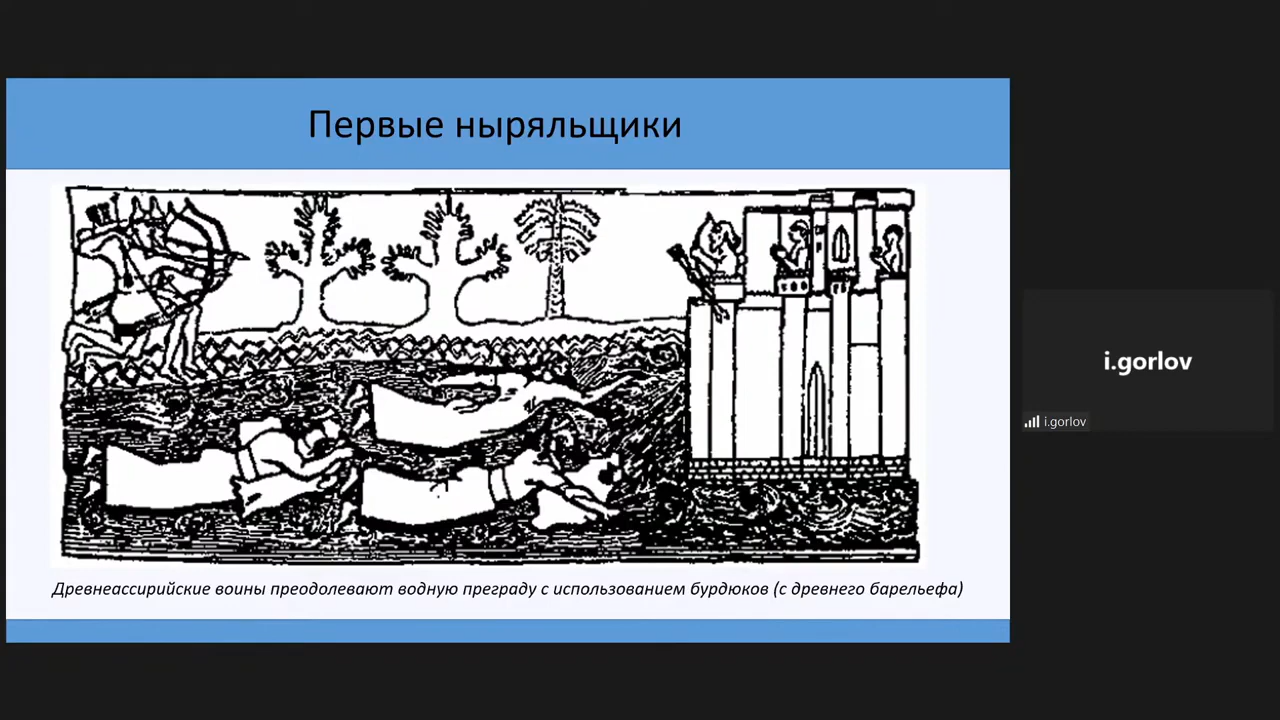 Первые ныряльщики
Древнеассирийские воины преодолевают водную преграду с использованием бурдюков (с древнего барельефа)
i.gorlov
i.gorlov